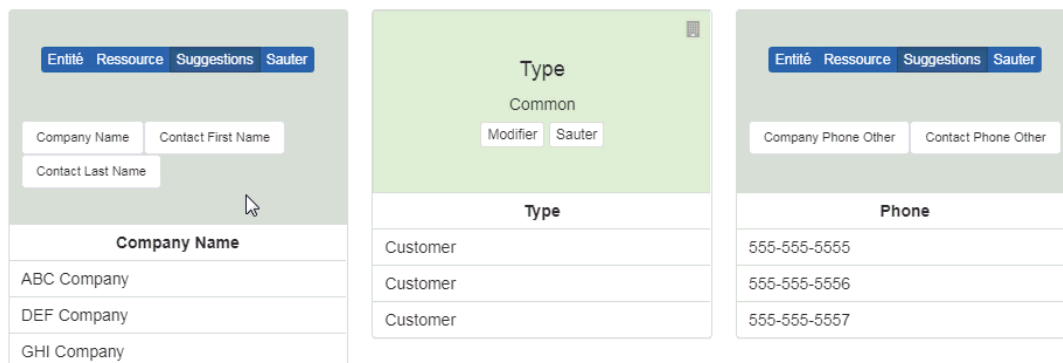 Entité Ressource Suggestions Sauter
Company Name Contact First Name
Contact Last Name
Company Name
ABC Company
DEF Company
GHI Company
Type
Common
Modifier Sauter
Type
Customer
Customer
Customer
Entité Ressource Suggestions Sauter
Company Phone Other Contact Phone Other
Phone
555-555-5555
555-555-5556
555-555-5557